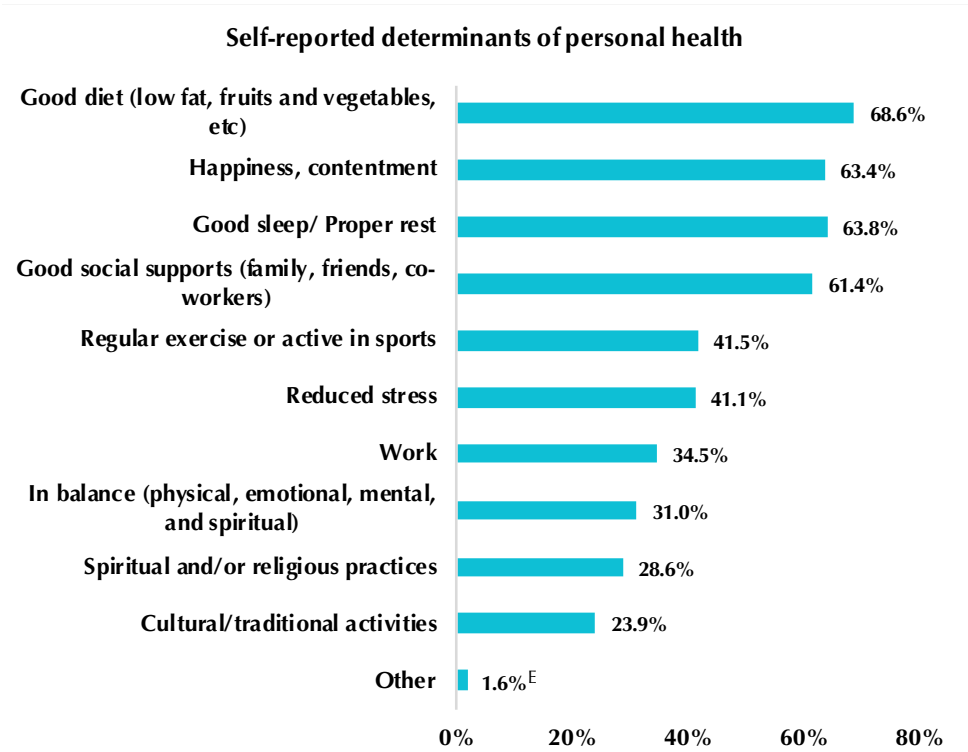 Self-reported determinants of personal health
Good diet (low fat, fruits and vegetables,
etc)
68.6%
Happiness, contentment
63.4%
Good sleep/ Proper rest
63.8%
Good social supports (family, friends, co-
workers)
61.4%
Regular exercise or active in sports
41.5%
Reduced stress
41.1%
Work
34.5%
In balance (physical, emotional, mental,
and spiritual)
31.0%
Spiritual and/or religious practices
28.6%
Cultural/traditional activities
23.9%
Other
1.6%E
0% 20% 40% 60% 80%